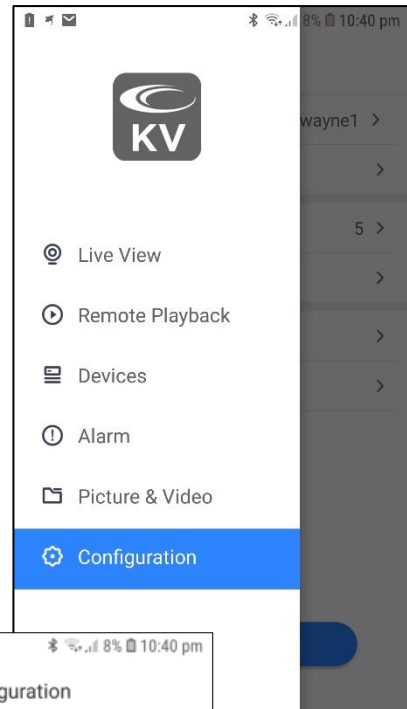 8% 10:40 pm
KV
wayne1 >
>
5 >
Live View
>
Remote Playback
>
Devices
>
Alarm
Picture & Video
Configuration
8% 10:40 pm
guration